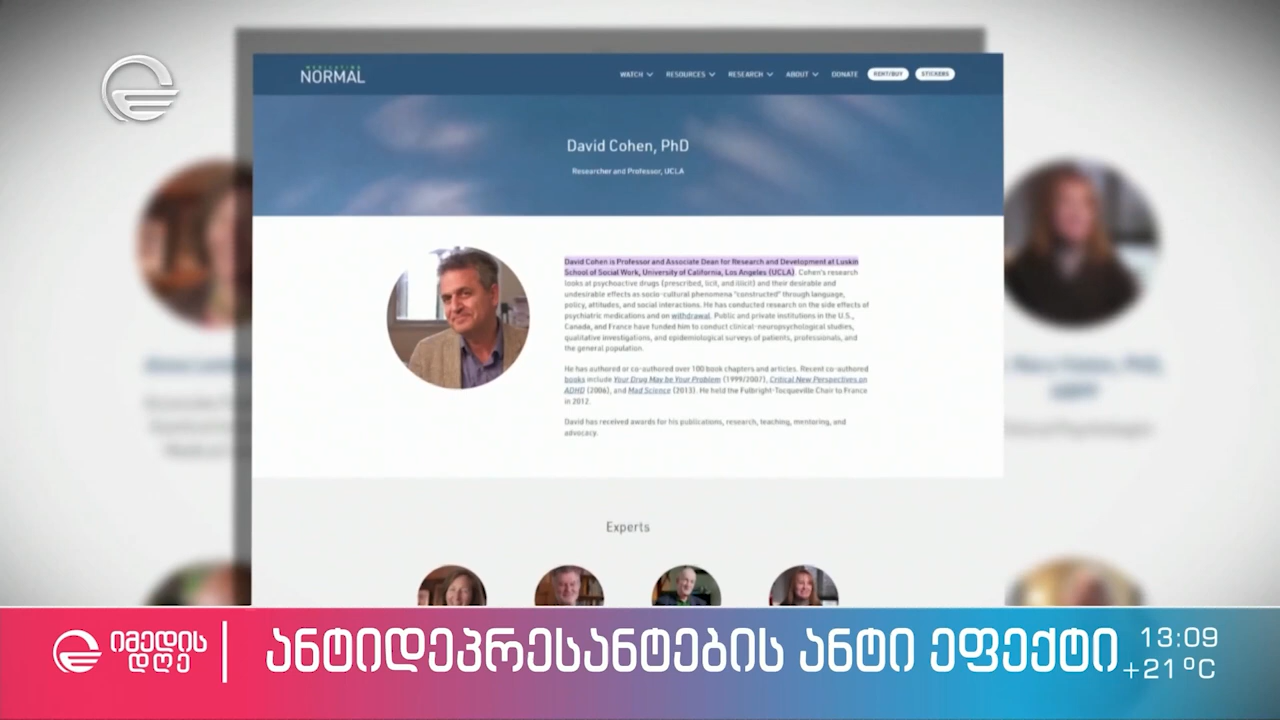 MEDICATING
NORMAL
WATCH RESOURCES RESEARCH ABOUT DONATE RENT/BUY STICKERS
David Cohen, PhD
Researcher and Professor, UCLA
David Cohen is Professor and Associate Dean for Research and Development at Luskin
School of Social Work, University of California, Los Angeles (UCLA). Cohen's research
looks at psychoactive drugs (prescribed, licit, and illicit) and their desirable and
undesirable effects as socio-cultural phenomena "constructed" through language,
policy, attitudes, and social interactions. He has conducted research on the side effects of
psychiatric medications and on withdrawal. Public and private institutions in the U.S.,
Canada, and France have funded him to conduct clinical-neuropsychological studies,
qualitative investigations, and epidemiological surveys of patients, professionals, and
the general population.
He has authored or co-authored over 100 book chapters and articles. Recent co-authored
books include Your Drug May be Your Problem (1999/2007), Critical New Perspectives on
ADHD (2006), and Mad Science (2013). He held the Fulbright-Tocqueville Chair to France
in 2012.
David has received awards for his publications, research, teaching, mentoring, and
advocacy.
Experts
იმედის
დღე
ანტიდეპრესანტების ანტი ეფექტი
13:09
+21°C